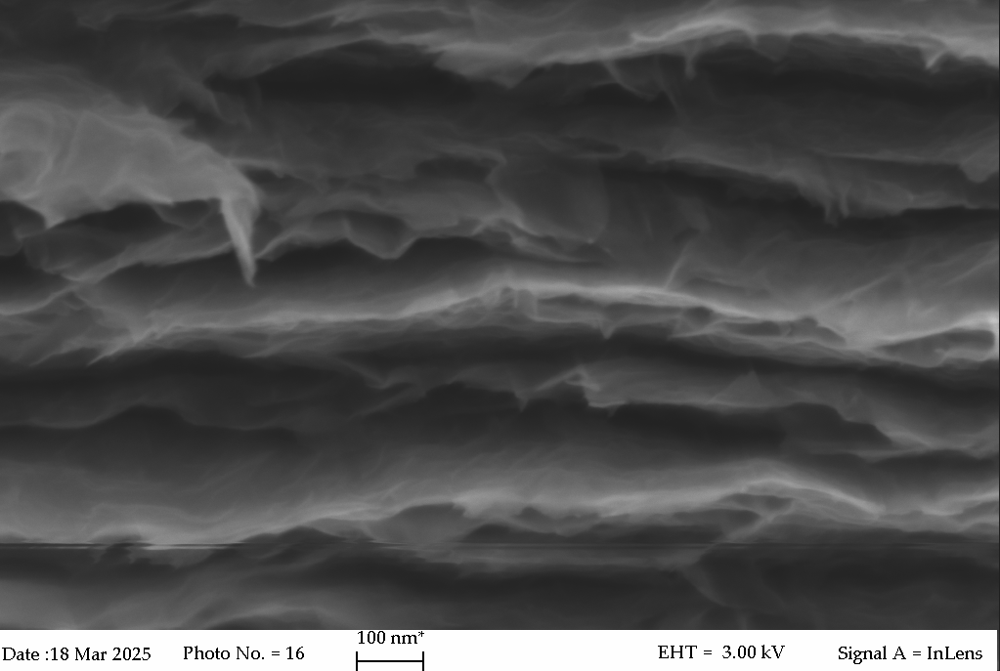 100 nm*
Date :18 Mar 2025 Photo No. = 16 EHT = 3.00 kV Signal A = InLens